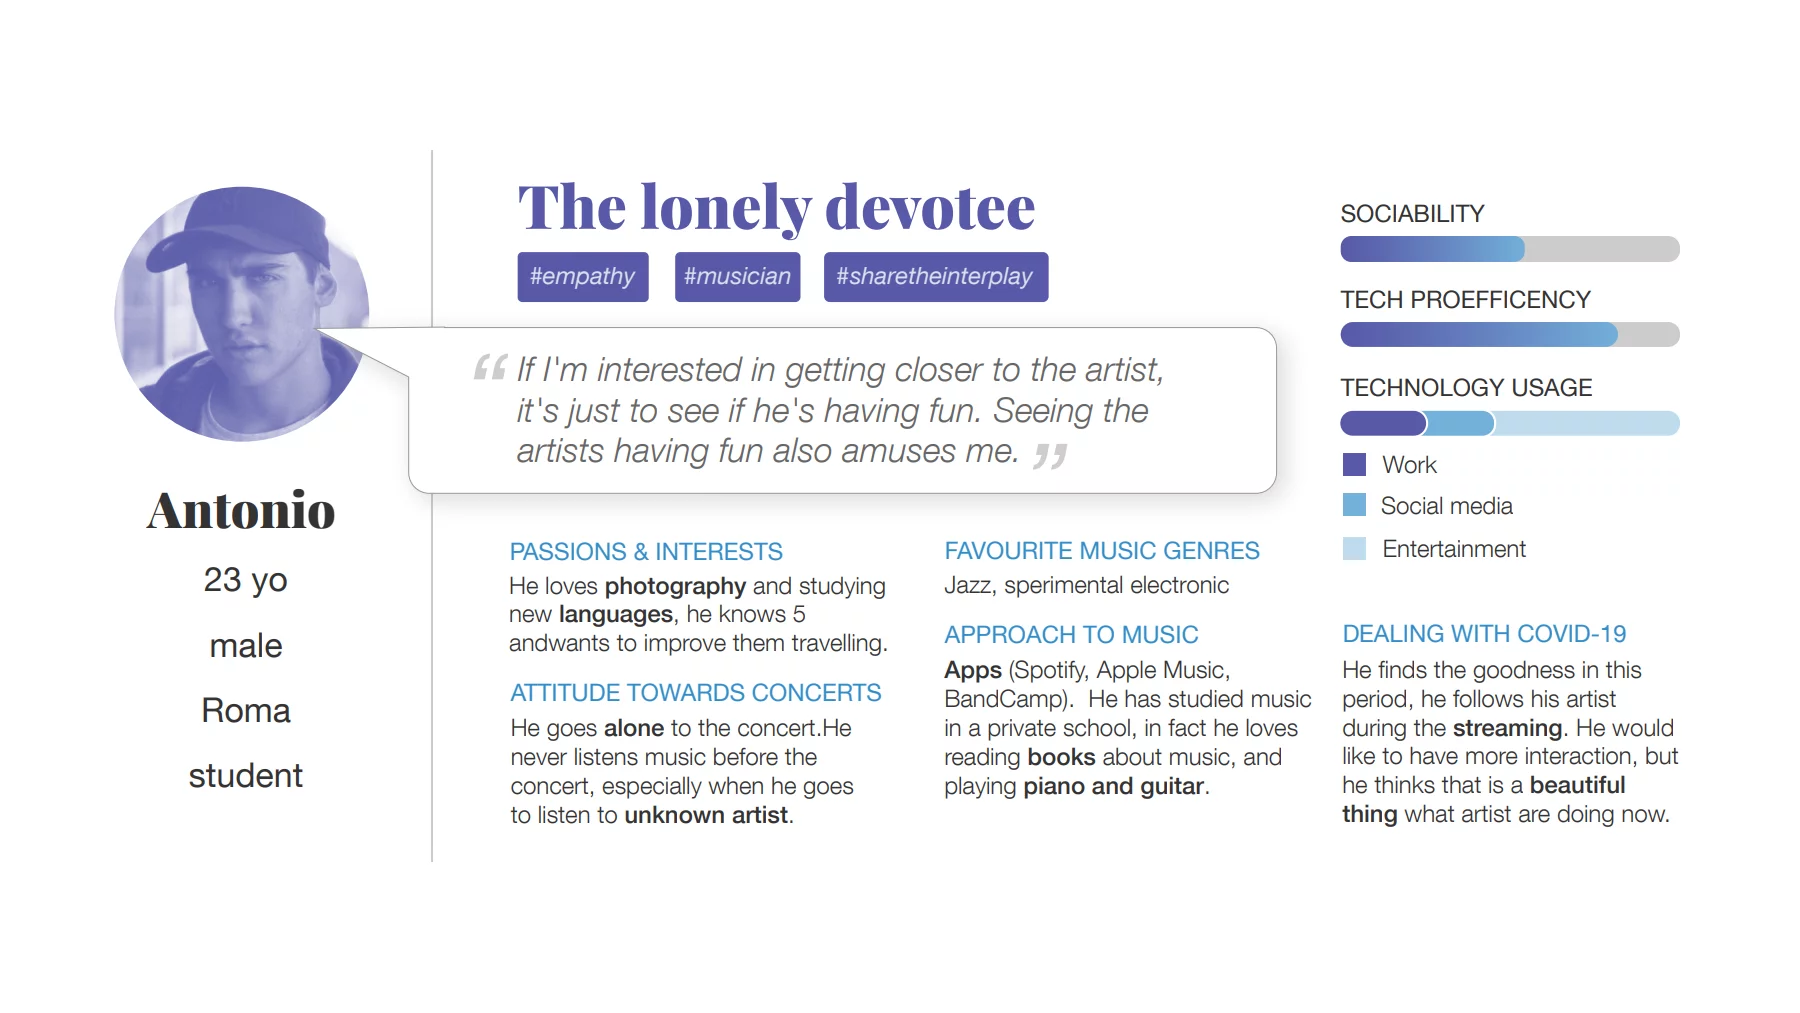 Antonio
23 yo
male
Roma
student
The lonely devotee
#empathy #musician #sharetheinterplay
“ If I'm interested in getting closer to the artist,
it's just to see if he's having fun. Seeing the
artists having fun also amuses me. ”
PASSIONS & INTERESTS
He loves photography and studying
new languages, he knows 5
andwants to improve them travelling.
ATTITUDE TOWARDS CONCERTS
He goes alone to the concert.He
never listens music before the
concert, especially when he goes
to listen to unknown artist.
FAVOURITE MUSIC GENRES
Jazz, sperimental electronic
APPROACH TO MUSIC
Apps (Spotify, Apple Music,
BandCamp).  He has studied music
in a private school, in fact he loves
reading books about music, and
playing piano and guitar.
SOCIABILITY
TECH PROEFFICENCY
TECHNOLOGY USAGE
Work
Social media
Entertainment
DEALING WITH COVID-19
He finds the goodness in this
period, he follows his artist
during the streaming. He would
like to have more interaction, but
he thinks that is a beautiful
thing what artist are doing now.